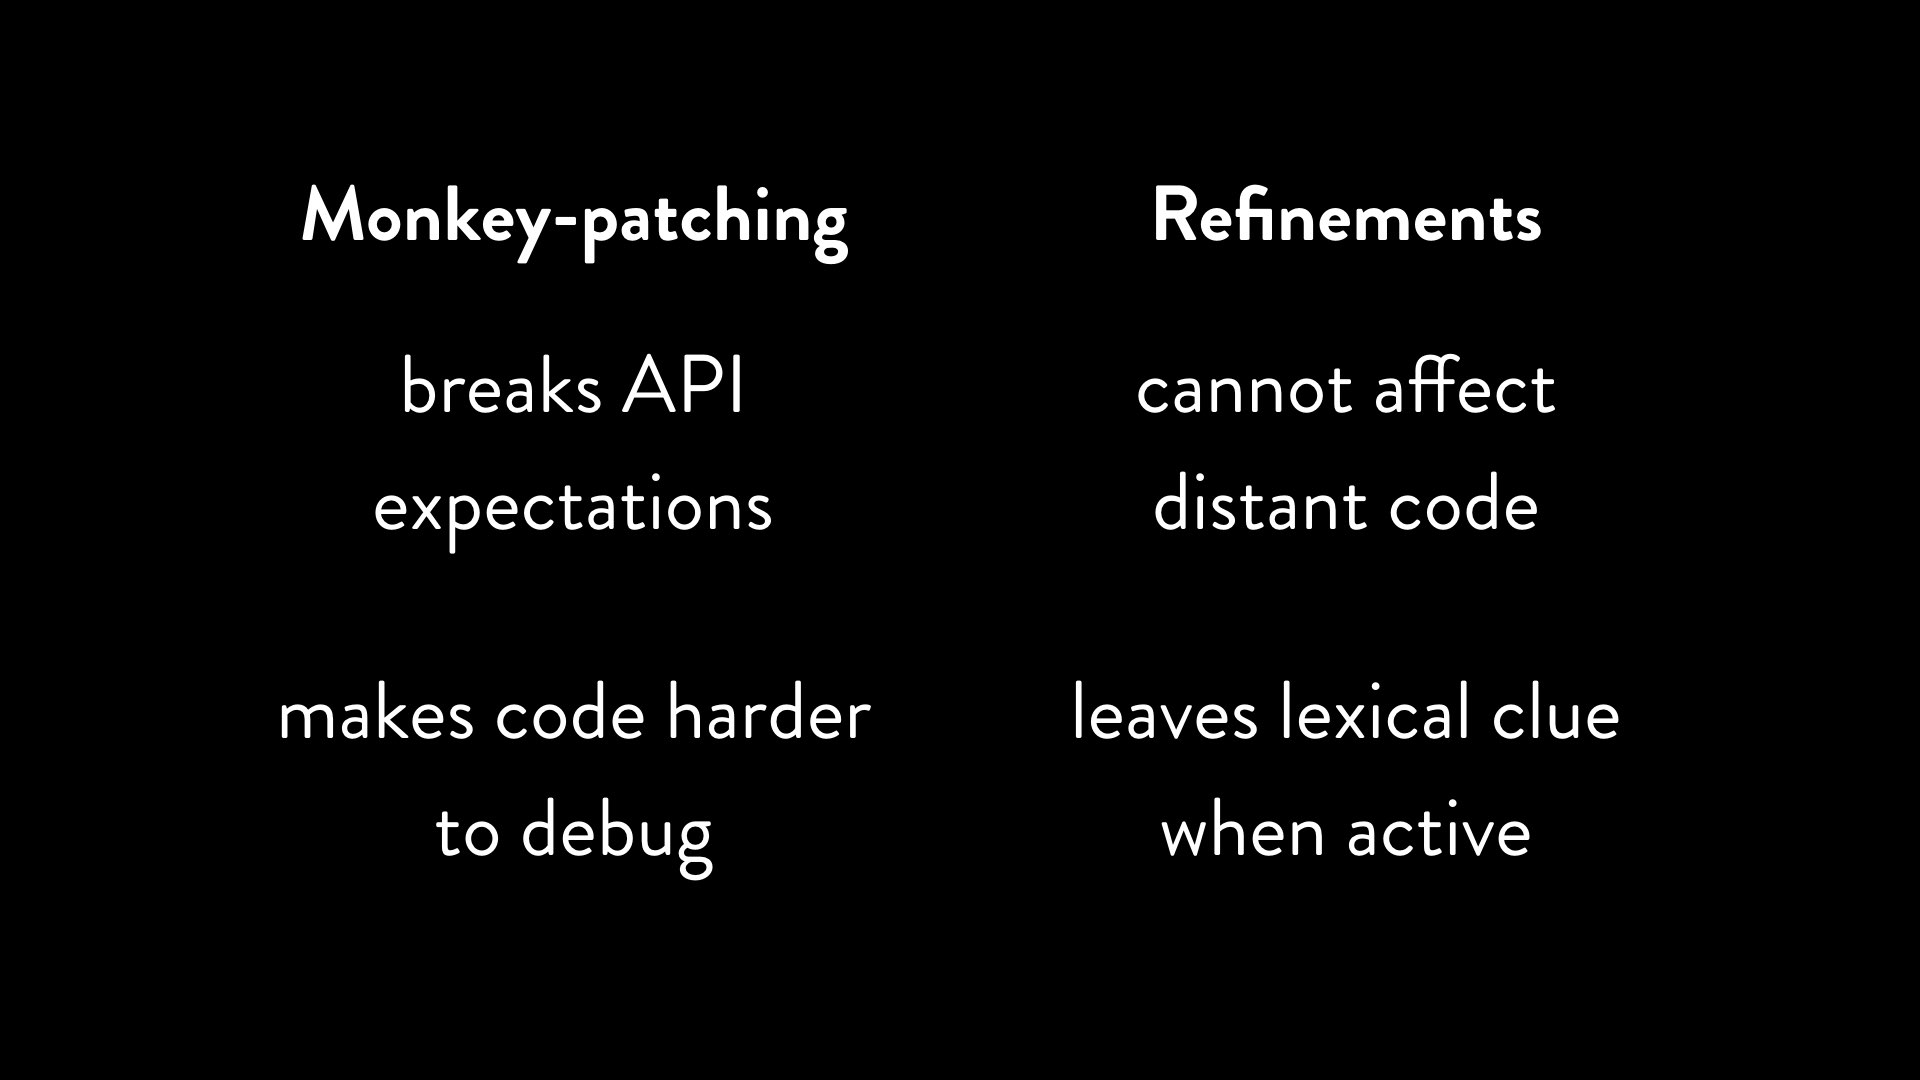 Monkey-patching
breaks API
expectations
makes code harder
to debug
Refinements
cannot affect
distant code
leaves lexical clue
when active